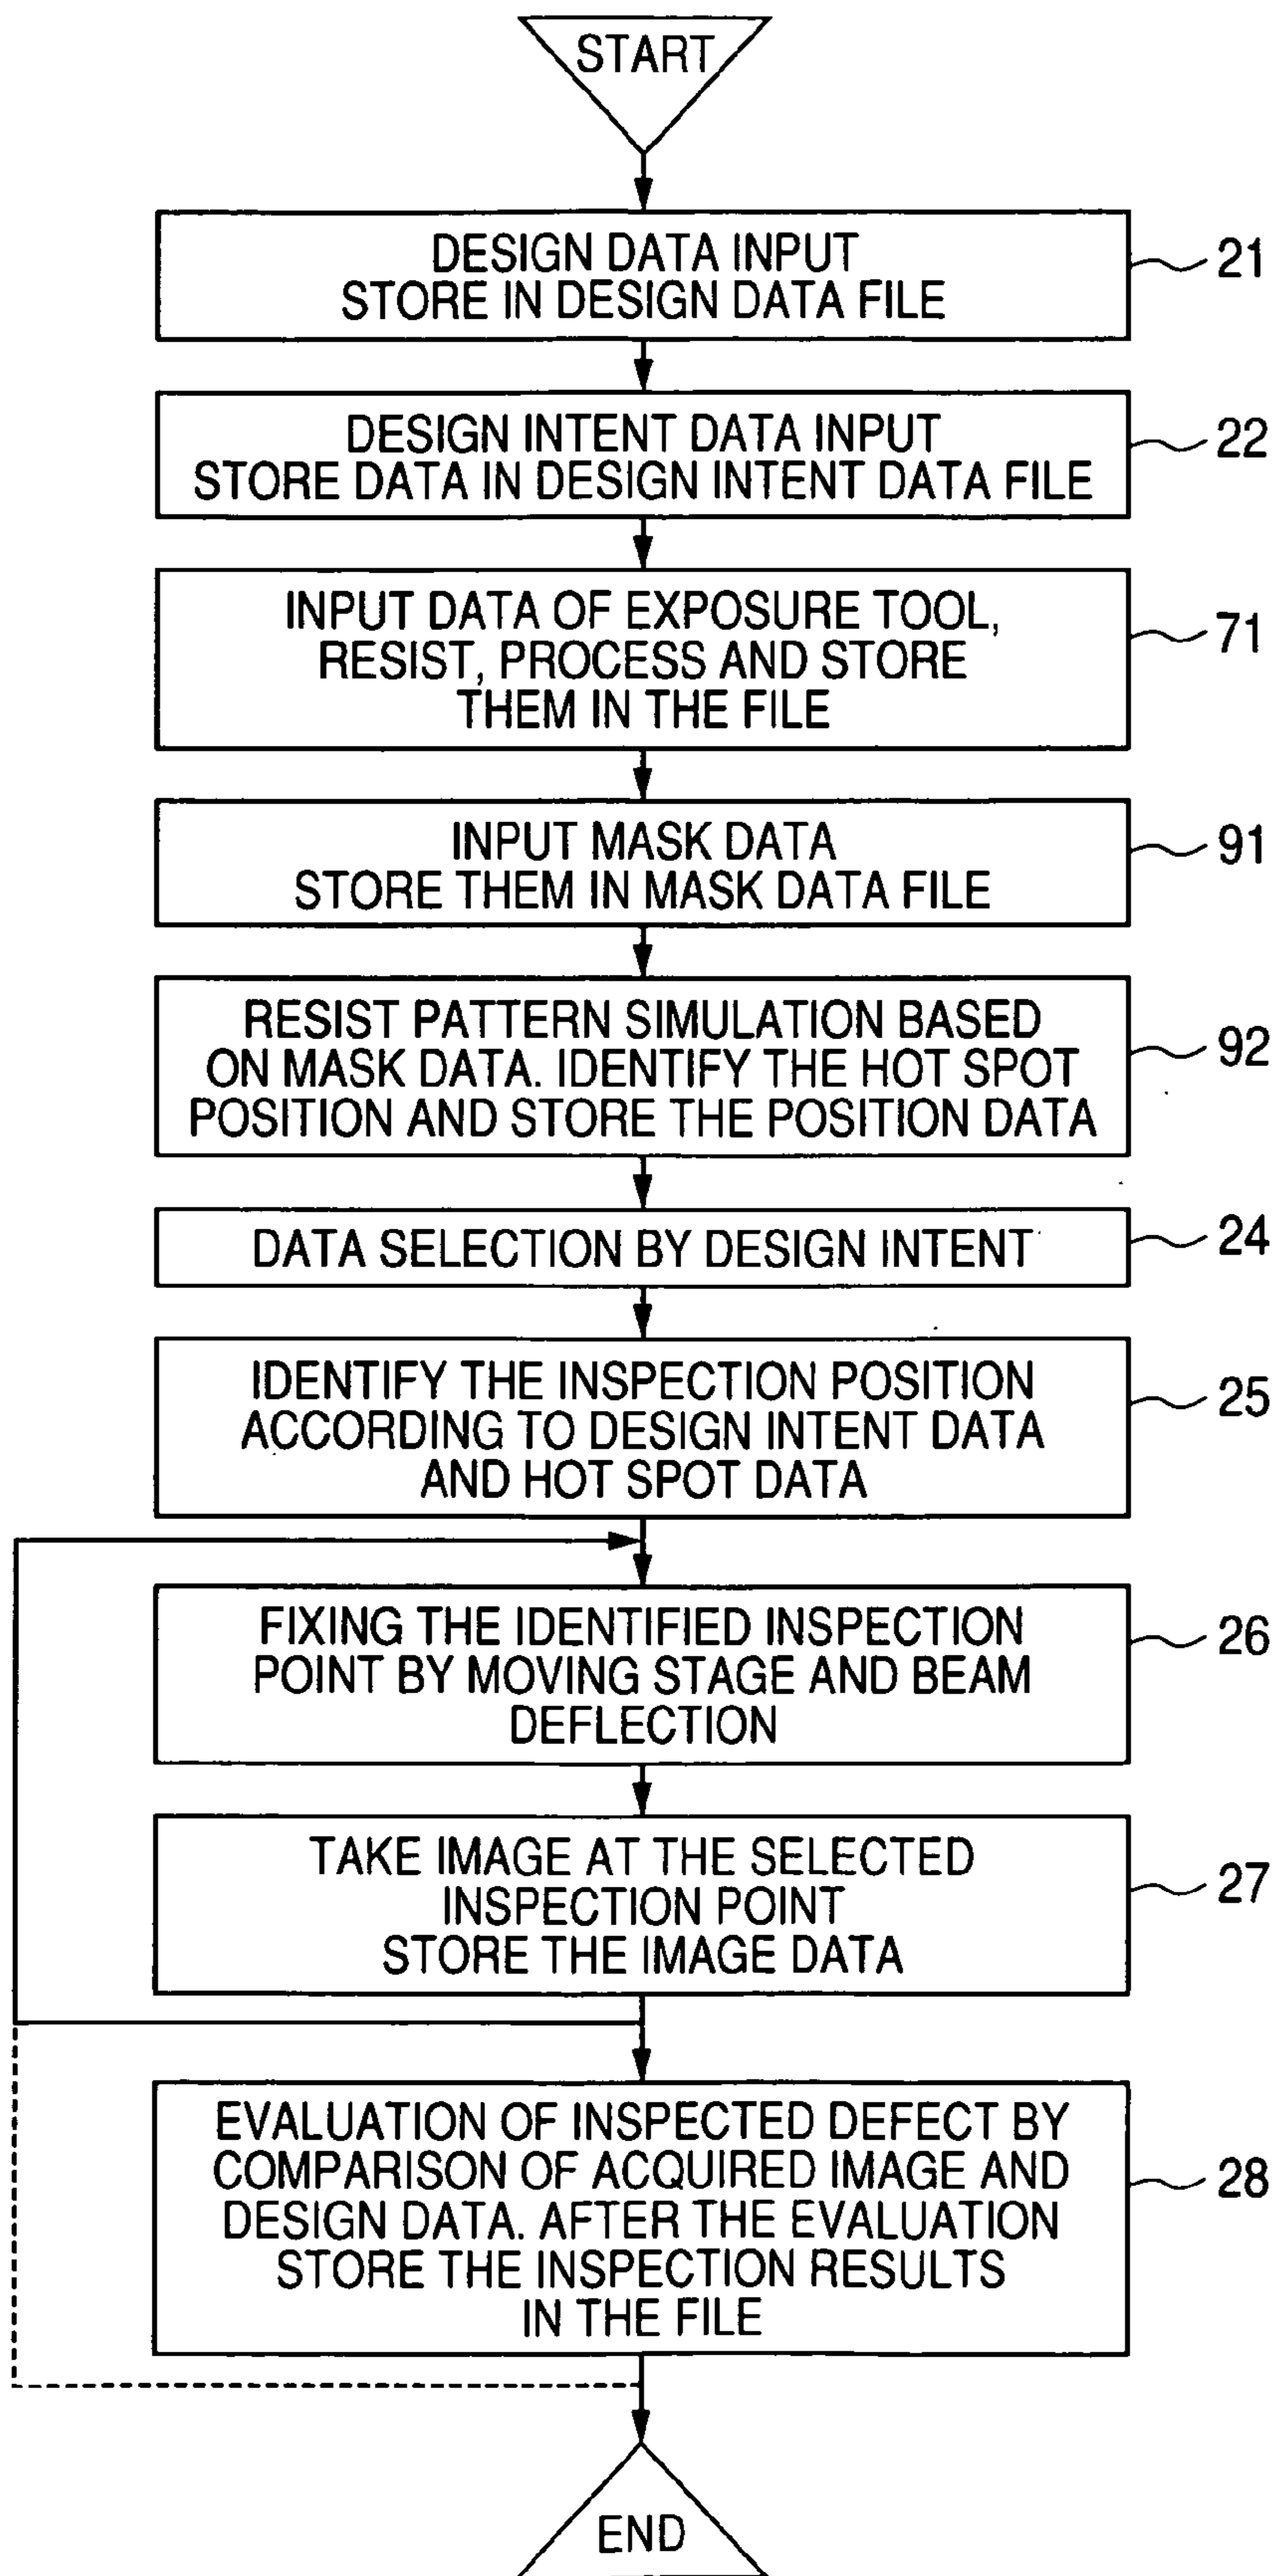 START
DESIGN DATA INPUT
STORE IN DESIGN DATA FILE
21
DESIGN INTENT DATA INPUT
STORE DATA IN DESIGN INTENT DATA FILE
22
INPUT DATA OF EXPOSURE TOOL,
RESIST, PROCESS AND STORE
THEM IN THE FILE
71
INPUT MASK DATA
STORE THEM IN MASK DATA FILE
91
RESIST PATTERN SIMULATION BASED
ON MASK DATA. IDENTIFY THE HOT SPOT
POSITION AND STORE THE POSITION DATA
92
DATA SELECTION BY DESIGN INTENT
24
IDENTIFY THE INSPECTION POSITION
ACCORDING TO DESIGN INTENT DATA
AND HOT SPOT DATA
25
FIXING THE IDENTIFIED INSPECTION
POINT BY MOVING STAGE AND BEAM
DEFLECTION
26
TAKE IMAGE AT THE SELECTED
INSPECTION POINT
STORE THE IMAGE DATA
27
EVALUATION OF INSPECTED DEFECT BY
COMPARISON OF ACQUIRED IMAGE AND
DESIGN DATA. AFTER THE EVALUATION
STORE THE INSPECTION RESULTS
IN THE FILE
28
END